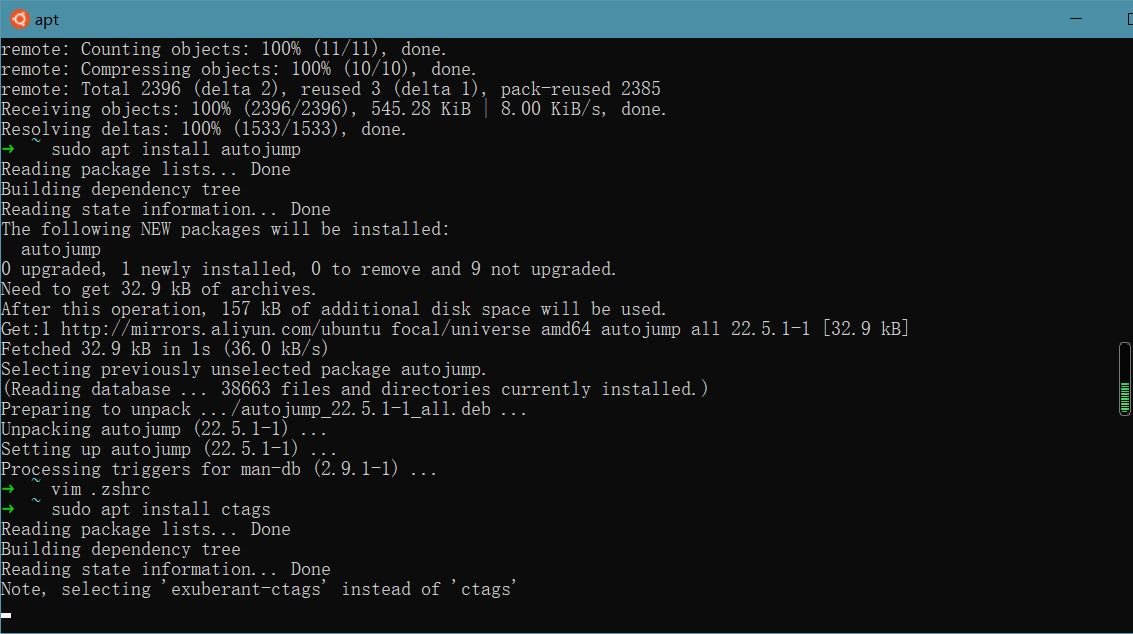 apt
remote: Counting objects: 100% (11/11), done.
remote: Compressing objects: 100% (10/10), done.
remote: Total 2396 (delta 2), reused 3 (delta 1), pack-reused 2385
Receiving objects: 100% (2396/2396), 545.28 KiB | 8.00 KiB/s, done.
Resolving deltas: 100% (1533/1533), done.
→ ~ sudo apt install autojump
Reading package lists... Done
Building dependency tree
Reading state information... Done
The following NEW packages will be installed:
  autojump
0 upgraded, 1 newly installed, 0 to remove and 9 not upgraded.
Need to get 32.9 kB of archives.
After this operation, 157 kB of additional disk space will be used.
Get:1 http://mirrors.aliyun.com/ubuntu focal/universe amd64 autojump all 22.5.1-1 [32.9 kB]
Fetched 32.9 kB in 1s (36.0 kB/s)
Selecting previously unselected package autojump.
(Reading database ... 38663 files and directories currently installed.)
Preparing to unpack .../autojump_22.5.1-1_all.deb ...
Unpacking autojump (22.5.1-1) ...
Setting up autojump (22.5.1-1) ...
Processing triggers for man-db (2.9.1-1) ...
→ ~ vim .zshrc
→ ~ sudo apt install ctags
Reading package lists... Done
Building dependency tree
Reading state information... Done
Note, selecting 'exuberant-ctags' instead of 'ctags'